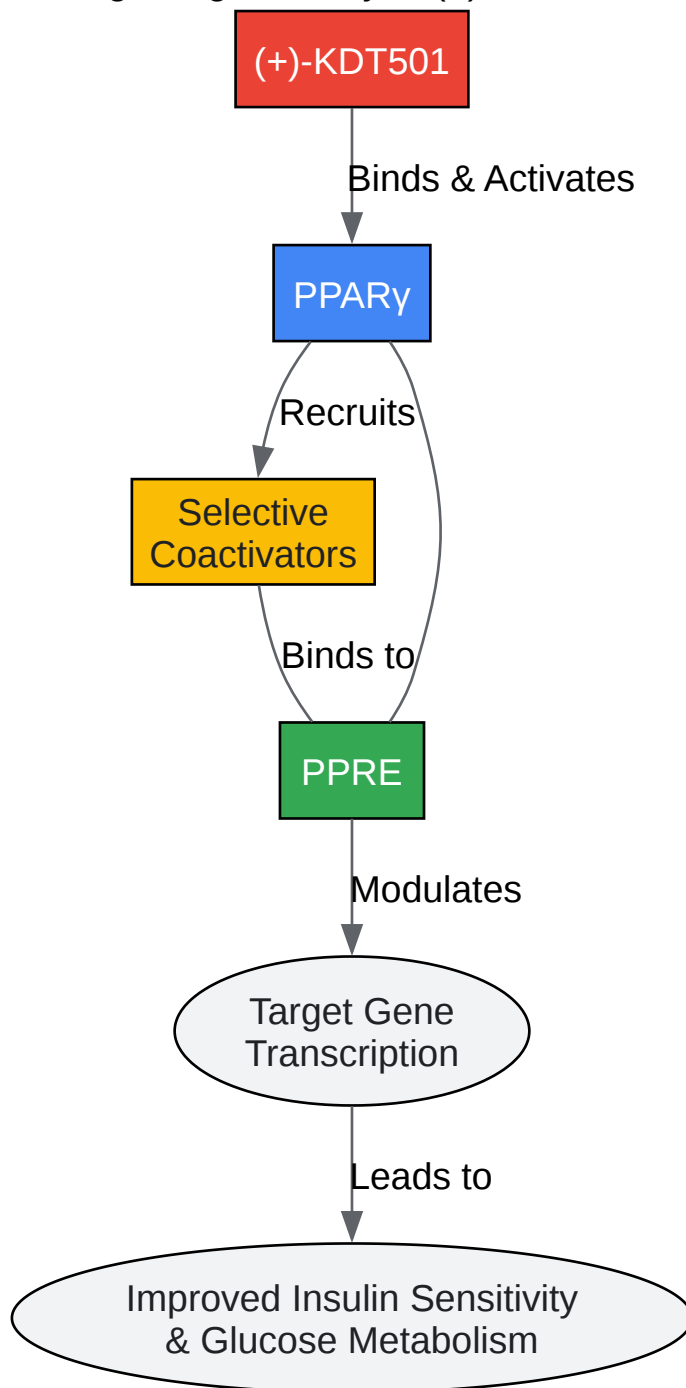 (+)-KDT501
Binds & Activates
PPARγ
Recruits
Selective
Coactivators
Binds to
PPRE
Modulates
Target Gene
Transcription
Leads to
Improved Insulin Sensitivity
& Glucose Metabolism